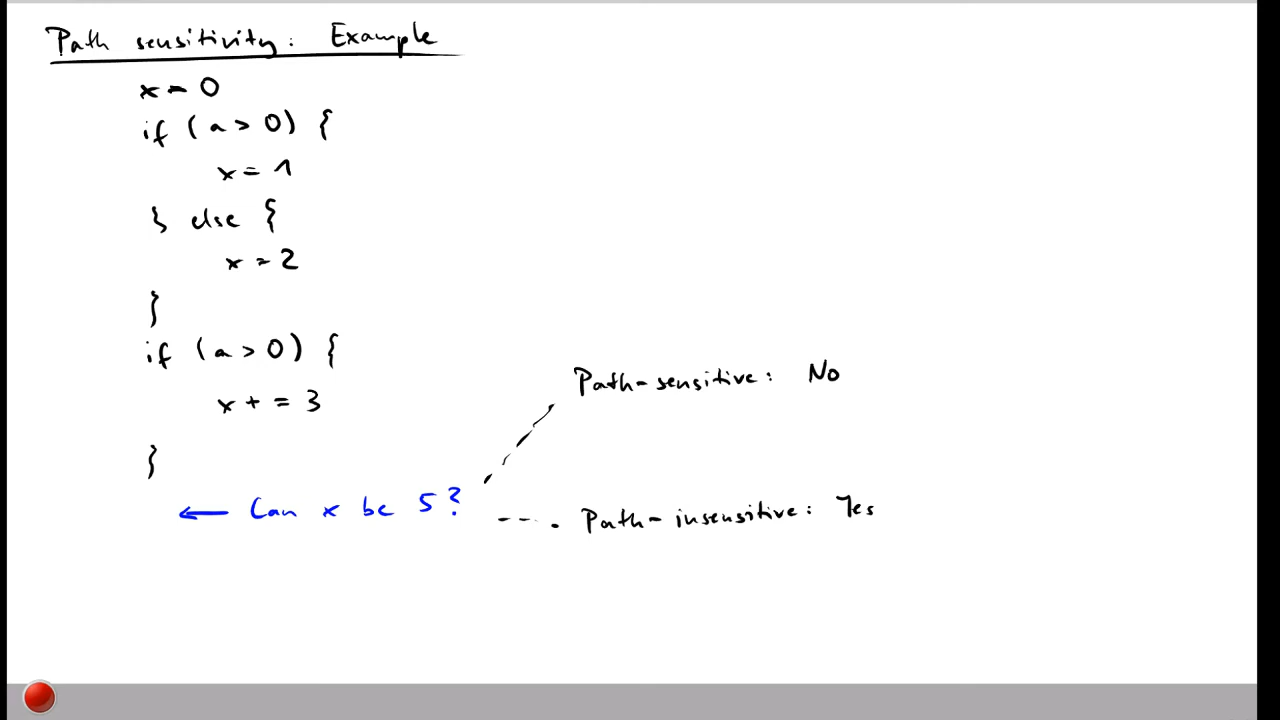 Path sensitivity: Example
x = 0
if (a > 0) {
x = 1
} else {
x = 2
}
if (a > 0) {
x + = 3
}
← Can x be 5?
Path-sensitive: No
Path-insensitive: Yes